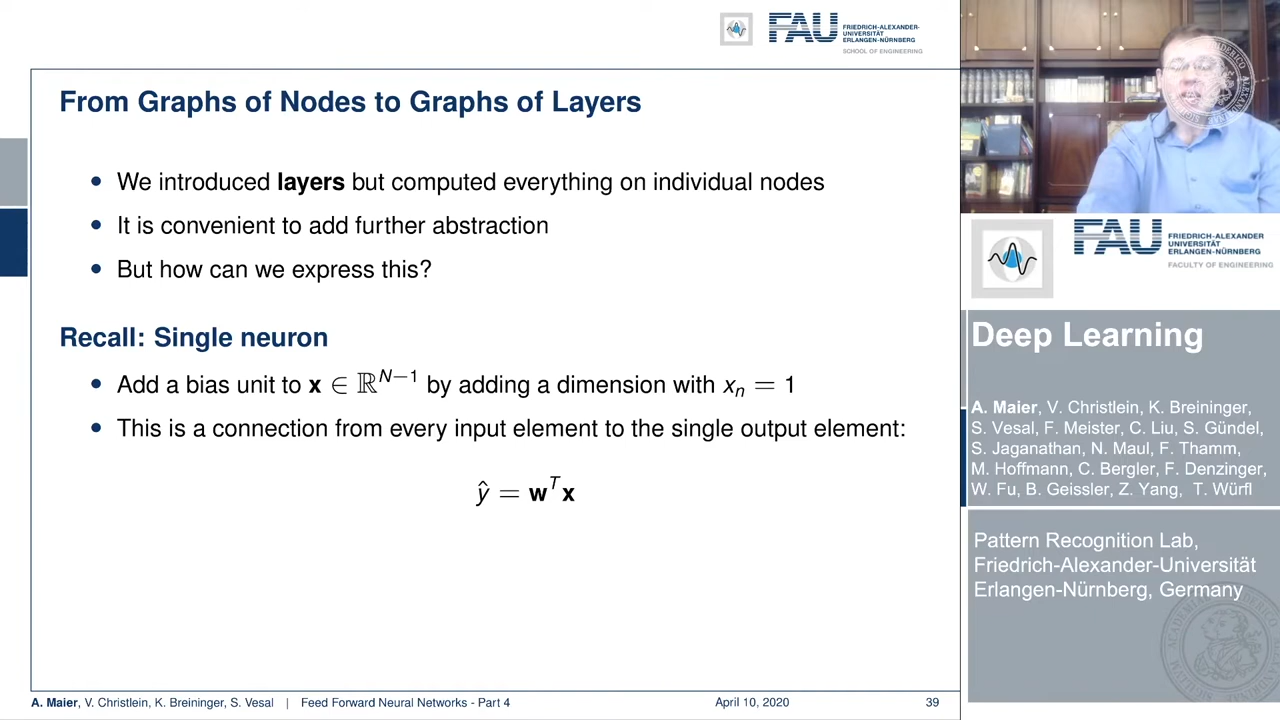 FAU
FRIEDRICH-ALEXANDER-
UNIVERSITÄT
ERLANGEN-NÜRNBERG
SCHOOL OF ENGINEERING
From Graphs of Nodes to Graphs of Layers
• We introduced layers but computed everything on individual nodes
• It is convenient to add further abstraction
• But how can we express this?
Recall: Single neuron
• Add a bias unit to x ∈ ℝ^{N−1} by adding a dimension with x_n = 1
• This is a connection from every input element to the single output element:
ŷ = w^T x
A. Maier, V. Christlein, K. Breininger, S. Vesal | Feed Forward Neural Networks - Part 4 April 10, 2020 39
FAU
FRIEDRICH-ALEXANDER
UNIVERSITÄT
ERLANGEN-NÜRNBERG
FACULTY OF ENGINEERING
Deep Learning
A. Maier, V. Christlein, K. Breininger,
S. Vesal, F. Meister, C. Liu, S. Gündel,
S. Jaganathan, N. Maul, F. Thamm,
M. Hoffmann, C. Bergler, F. Denzinger,
W. Fu, B. Geissler, Z. Yang, T. Würfl
Pattern Recognition Lab,
Friedrich-Alexander-Universität
Erlangen-Nürnberg, Germany